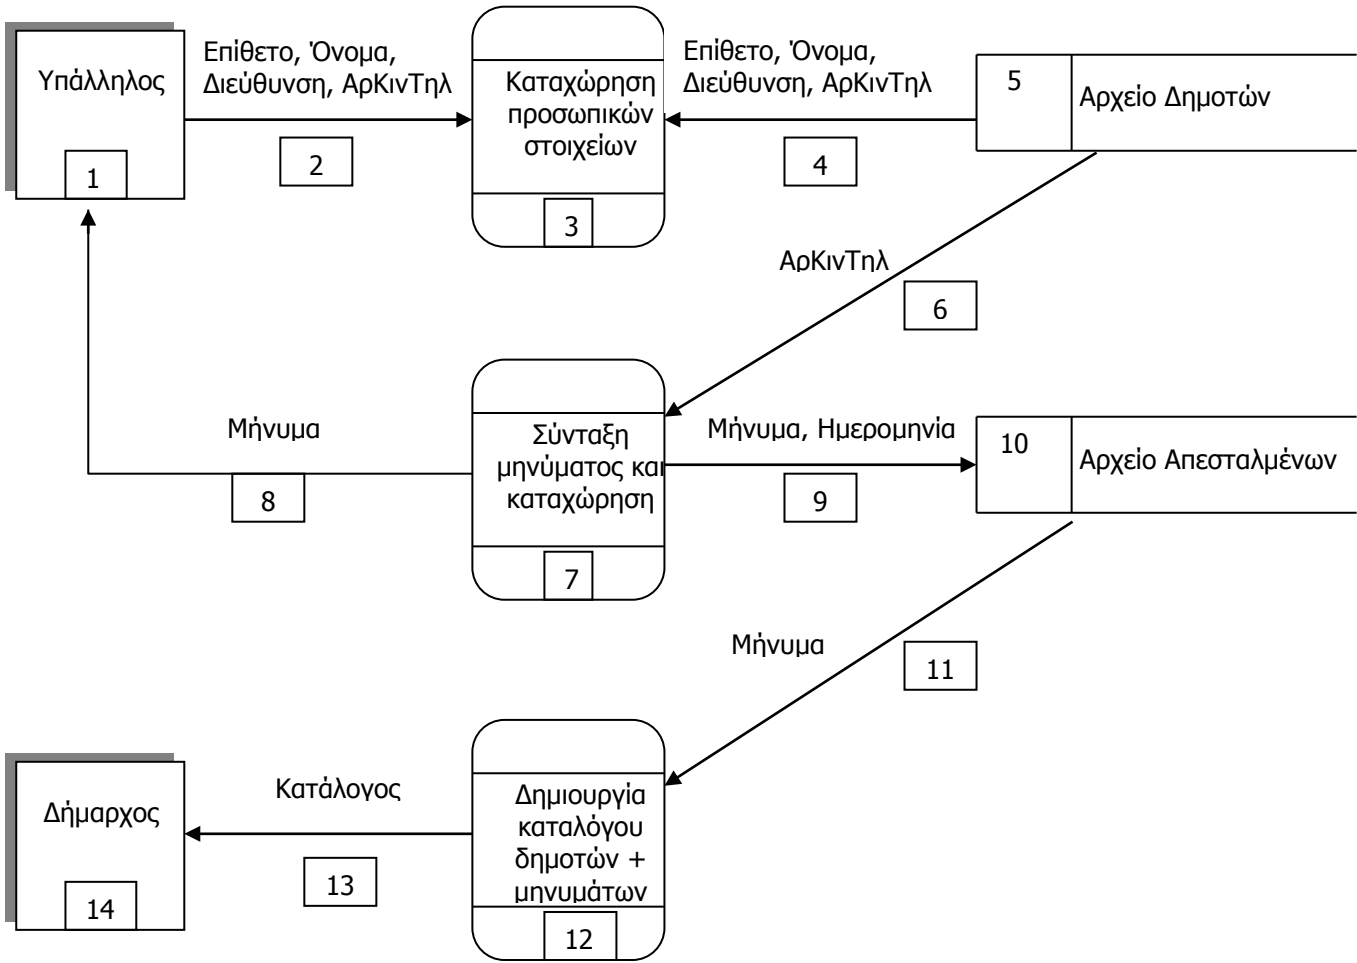 Υπάλληλος
1
Επίθετο, Όνομα,
Διεύθυνση, ΑρΚινΤηλ
2
Καταχώρηση
προσωπικών
στοιχείων
3
Επίθετο, Όνομα,
Διεύθυνση, ΑρΚινΤηλ
4
5
Αρχείο Δημοτών
ΑρΚινΤηλ
6
Μήνυμα
8
Σύνταξη
μηνύματος και
καταχώρηση
7
Μήνυμα, Ημερομηνία
9
10
Αρχείο Απεσταλμένων
Μήνυμα
11
Δήμαρχος
14
Κατάλογος
13
Δημιουργία
καταλόγου
δημοτών +
μηνυμάτων
12